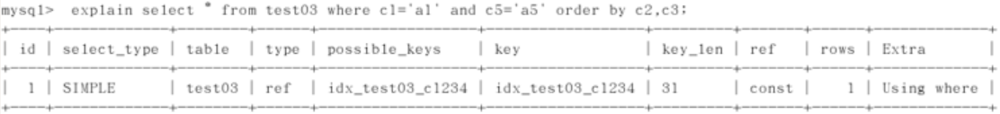 mysql>  explain select * from test03 where c1='a1' and c5='a5' order by c2,c3;
| id | select_type | table  | type | possible_keys   | key             | key_len | ref   | rows | Extra       |
|  1 | SIMPLE      | test03 | ref  | idx_test03_c1234 | idx_test03_c1234 | 31      | const |    1 | Using where |